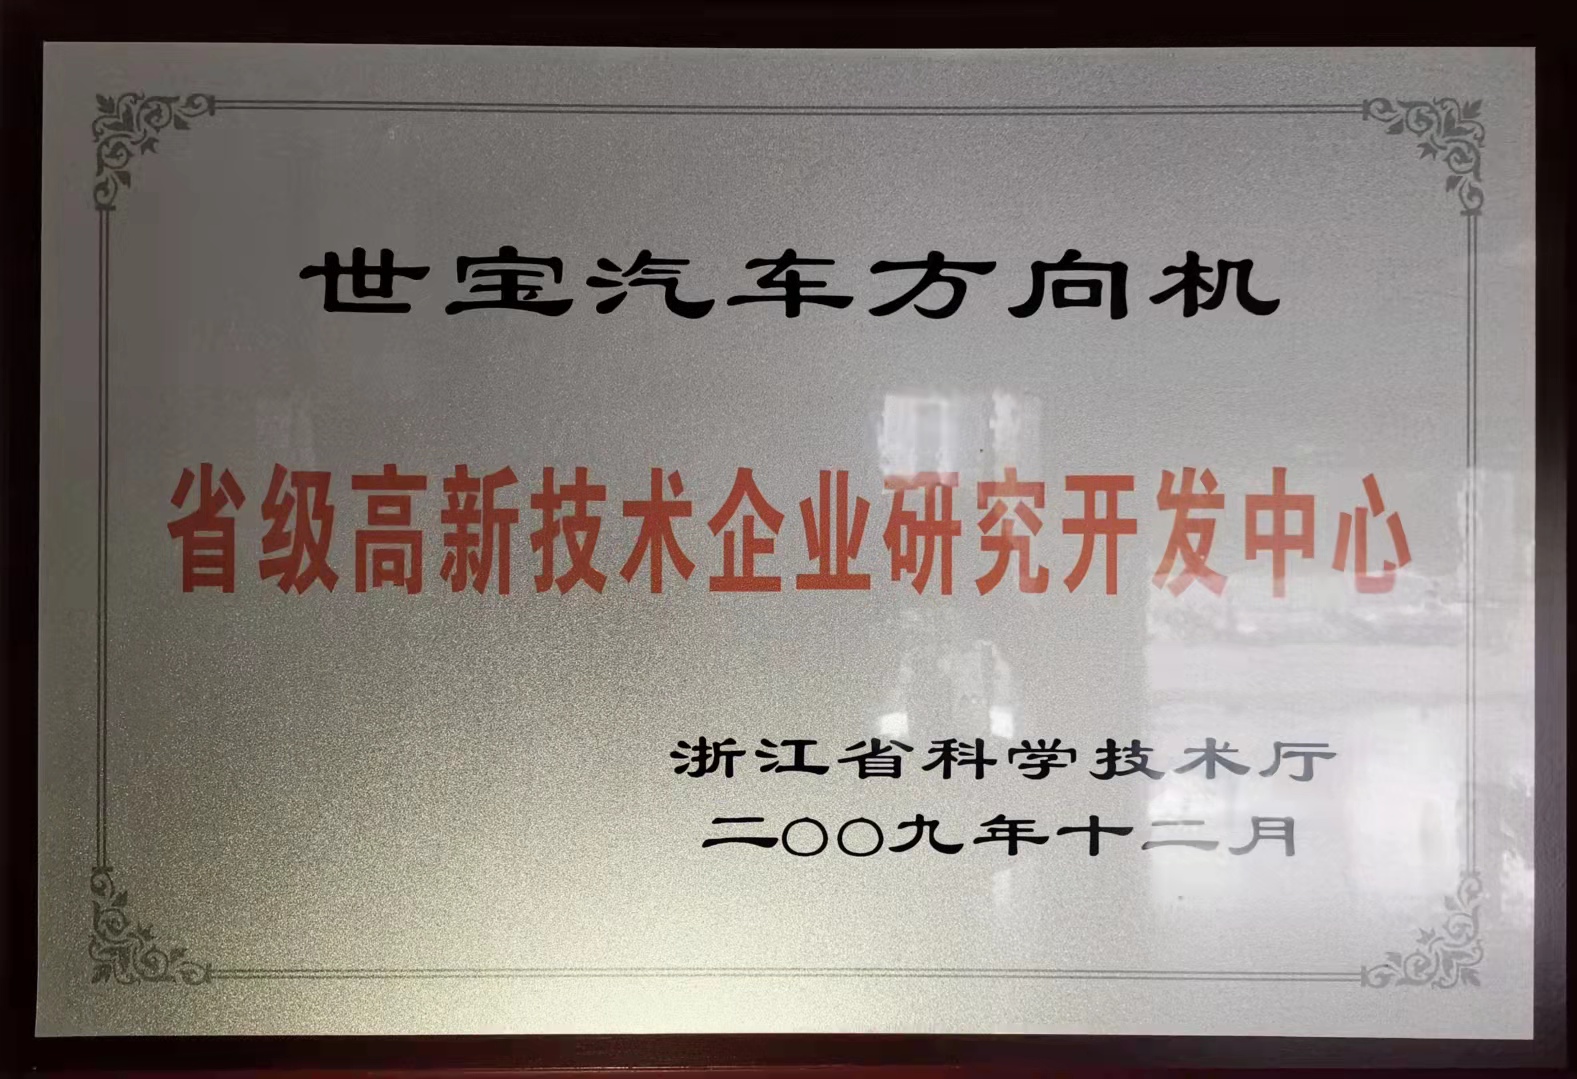 世宝汽车方向机
省级高新技术企业研究开发中心
浙江省科学技术厅
二〇〇九年十二月